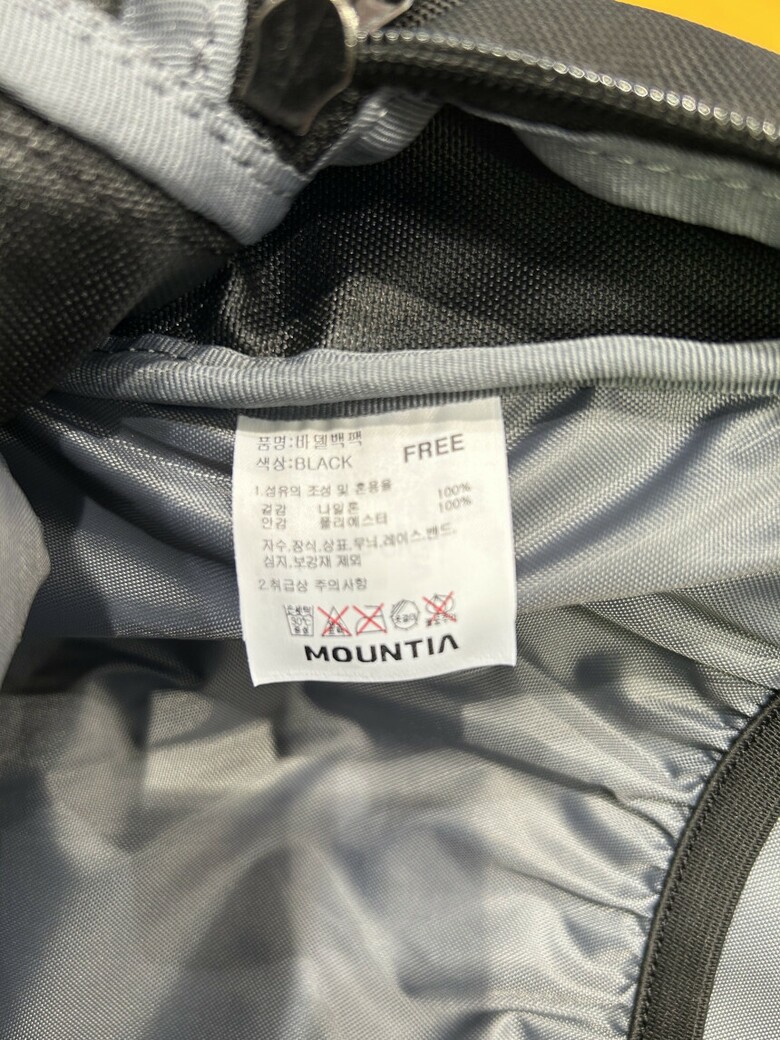 품명:바델백팩
색상:BLACK
FREE
1.섬유의 조성 및 혼용율
겉감 나일론 100%
안감 폴리에스터 100%
자수,장식,상표,무늬,레이스,밴드,
심지,보강재 제외
2.취급상 주의사항
30℃
MOUNTIA